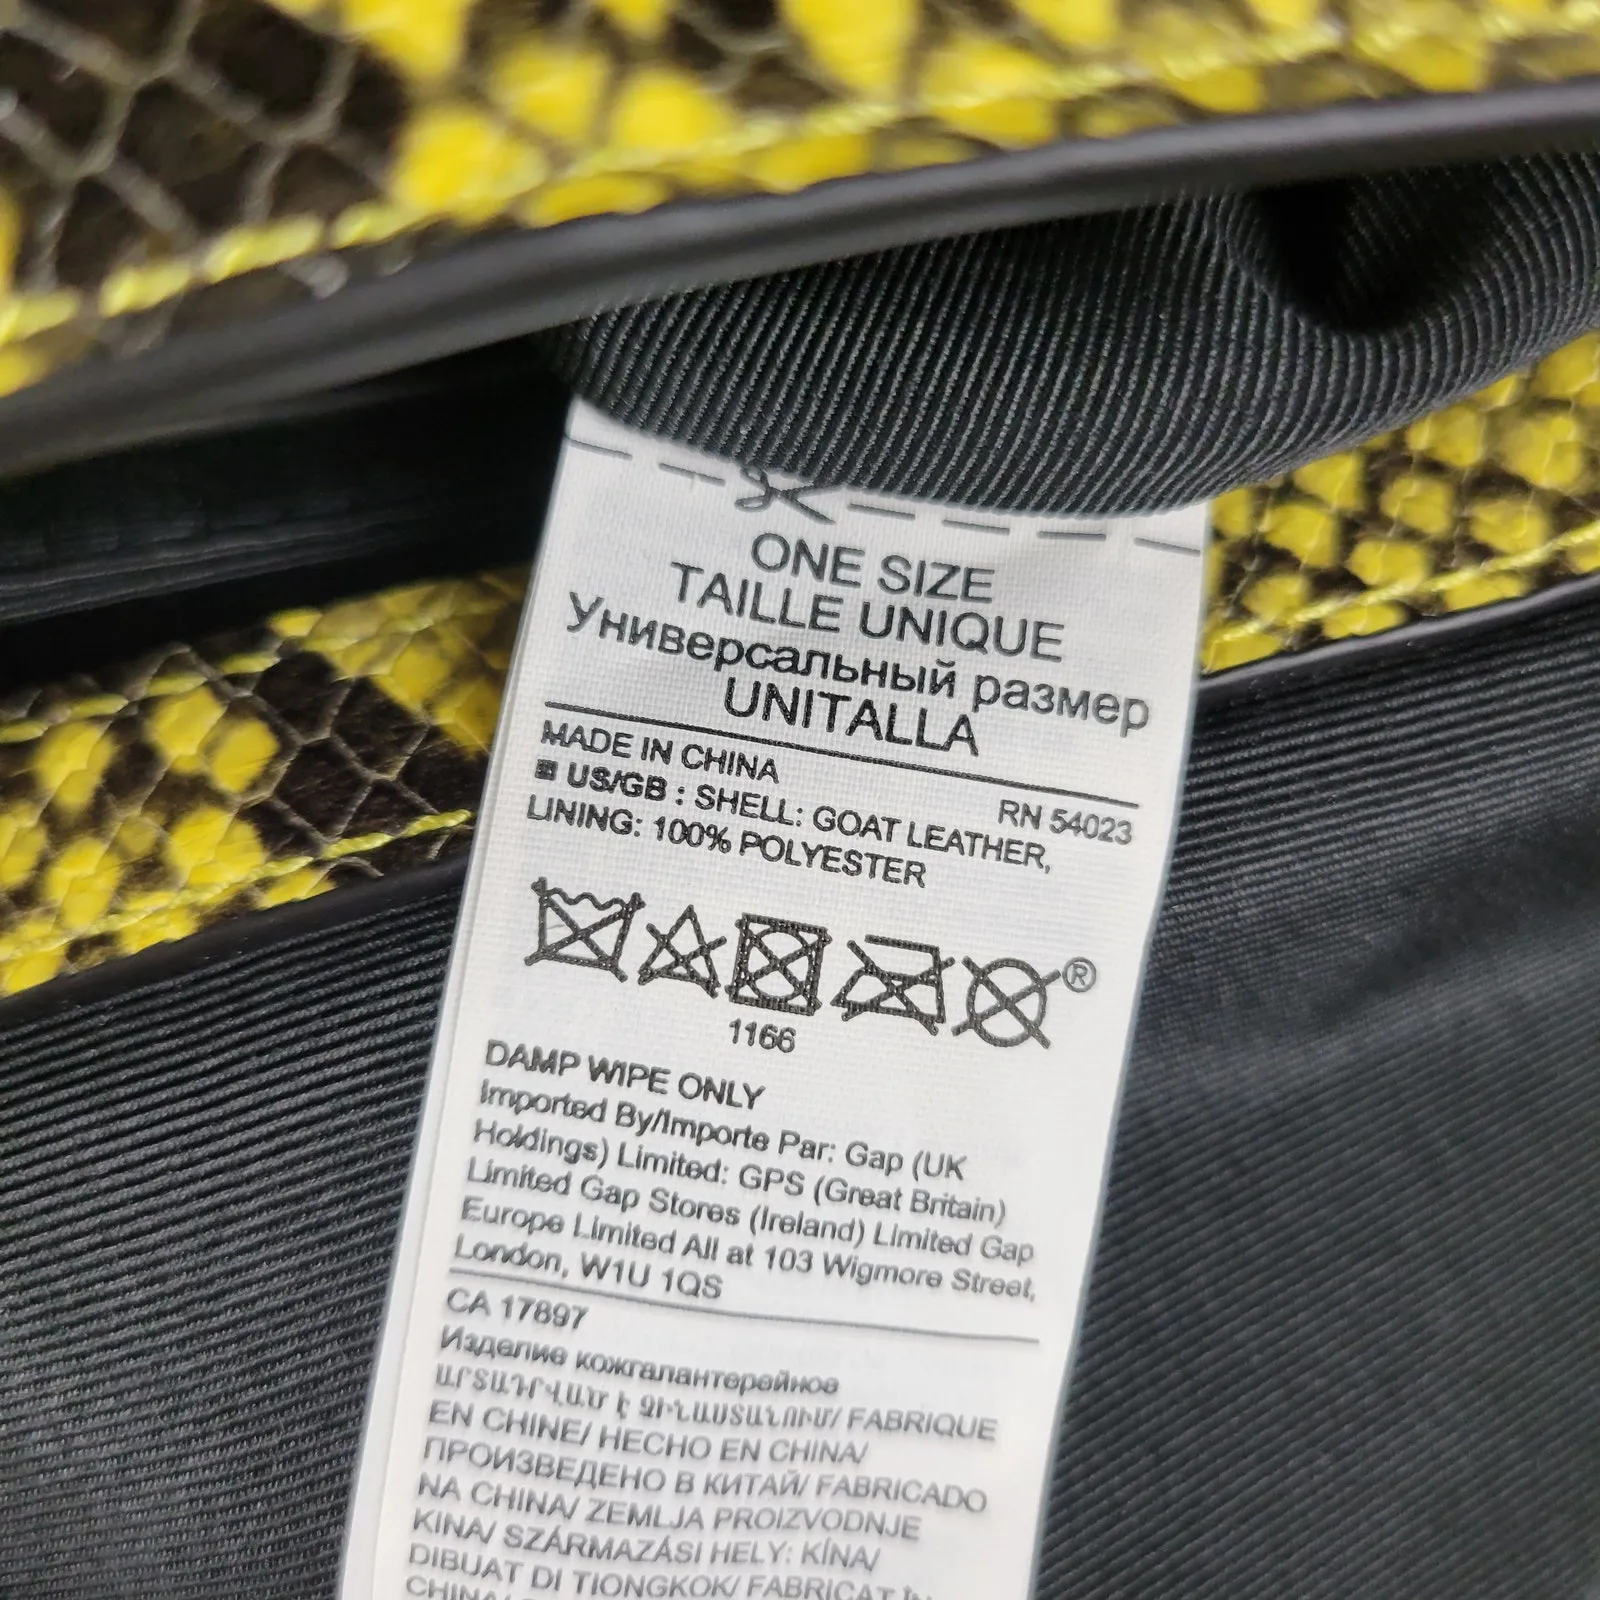 ONE SIZE
TAILLE UNIQUE
Универсальный размер
UNITALLA
MADE IN CHINA
RN 54023
US/GB : SHELL: GOAT LEATHER,
LINING: 100% POLYESTER
®
1166
DAMP WIPE ONLY
Imported By/Importe Par: Gap (UK
Holdings) Limited: GPS (Great Britain)
Limited Gap Stores (Ireland) Limited Gap
Europe Limited All at 103 Wigmore Street,
London, W1U 1QS
CA 17897
Изделие кожгалантерейное
ԱՐՏԱԴՐՎԱԾ Է ՉԻՆԱՍՏԱՆՈՒՄ/ FABRIQUE
EN CHINE/ HECHO EN CHINA/
ПРОИЗВЕДЕНО В КИТАЙ/ FABRICADO
NA CHINA/ ZEMLJA PROIZVODNJE
KINA/ SZÁRMAZÁSI HELY: KÍNA/
DIBUAT DI TIONGKOK/ FABRICAT ÎN
CHINA/